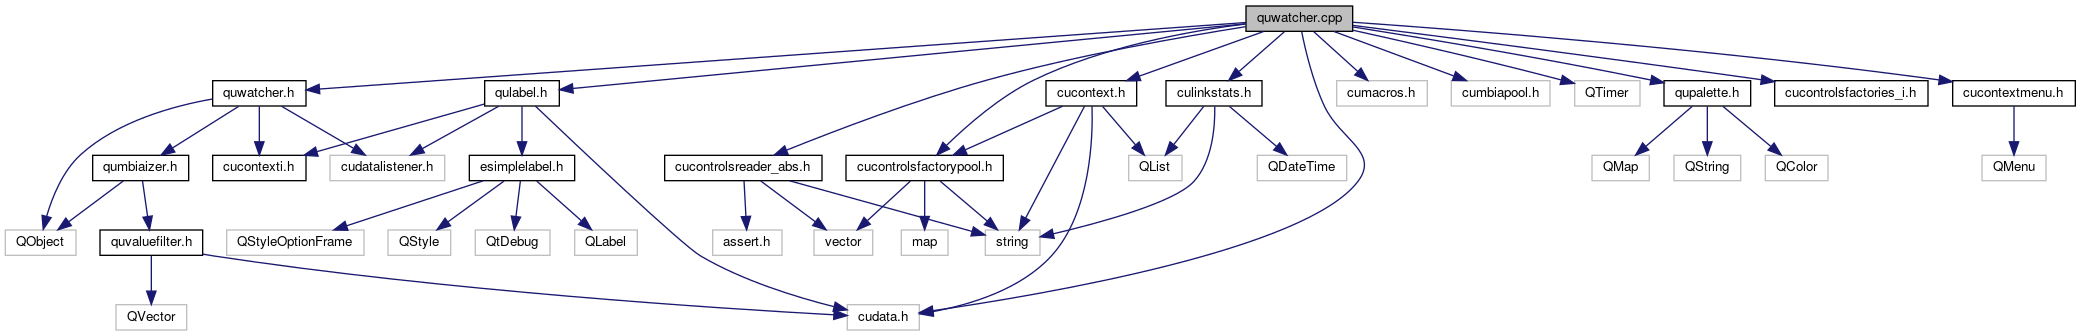 quwatcher.cpp
quwatcher.h
qulabel.h
cucontext.h
culinkstats.h
cumacros.h
cumbiapool.h
QTimer
qupalette.h
cucontrolsfactories_i.h
cucontextmenu.h
qumbiaizer.h
cucontexti.h
cudatalistener.h
esimplelabel.h
cucontrolsreader_abs.h
cucontrolsfactorypool.h
QList
QDateTime
QMap
QString
QColor
QMenu
QObject
quvaluefilter.h
QStyleOptionFrame
QStyle
QtDebug
QLabel
assert.h
vector
map
string
QVector
cudata.h